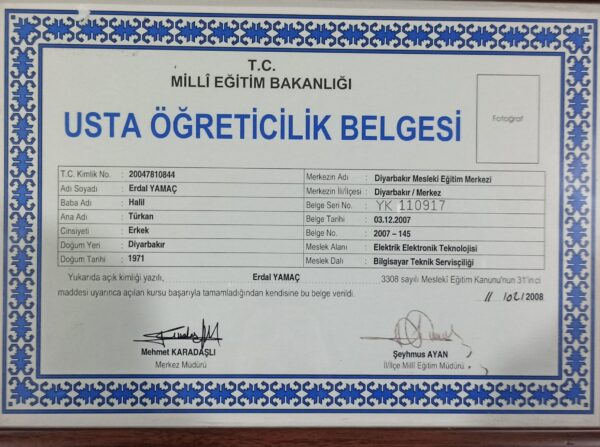 T.C.
MİLLÎ EĞİTİM BAKANLIĞI
USTA ÖĞRETİCİLİK BELGESİ
Fotoğraf
T.C. Kimlik No. : 20047810844
Adı Soyadı : Erdal YAMAÇ
Baba Adı : Halil
Ana Adı : Türkan
Cinsiyeti : Erkek
Doğum Yeri : Diyarbakır
Doğum Tarihi : 1971
Merkezin Adı : Diyarbakır Mesleki Eğitim Merkezi
Merkezin İli/İlçesi : Diyarbakır / Merkez
Belge Seri No. : YK 110917
Belge Tarihi : 03.12.2007
Belge No. : 2007 – 145
Meslek Alanı : Elektrik Elektronik Teknolojisi
Meslek Dalı : Bilgisayar Teknik Servisçiliği
Yukarıda açık kimliği yazılı, Erdal YAMAÇ 3308 sayılı Meslekî Eğitim Kanunu'nun 31'inci
maddesi uyarınca açılan kursu başarıyla tamamladığından kendisine bu belge verildi.
11/02/2008
Mehmet KARADAŞLI
Merkez Müdürü
Şeyhmus AYAN
İl/İlçe Millî Eğitim Müdürü